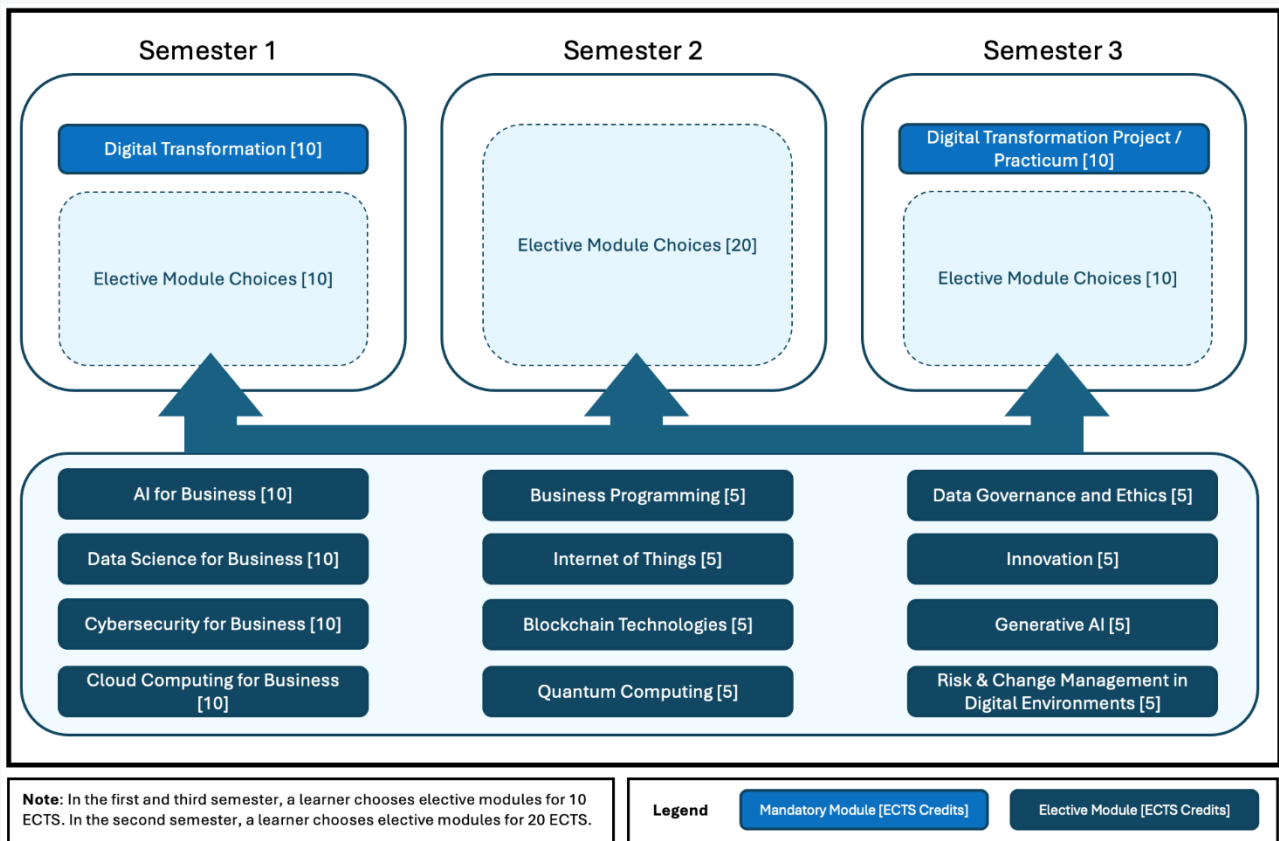 Semester 1
Semester 2
Semester 3
Digital Transformation [10]
Elective Module Choices [10]
Elective Module Choices [20]
Digital Transformation Project /
Practicum [10]
Elective Module Choices [10]
AI for Business [10]
Data Science for Business [10]
Cybersecurity for Business [10]
Cloud Computing for Business
[10]
Business Programming [5]
Internet of Things [5]
Blockchain Technologies [5]
Quantum Computing [5]
Data Governance and Ethics [5]
Innovation [5]
Generative AI [5]
Risk & Change Management in
Digital Environments [5]
Note: In the first and third semester, a learner chooses elective modules for 10
ECTS. In the second semester, a learner chooses elective modules for 20 ECTS.
Legend
Mandatory Module [ECTS Credits]
Elective Module [ECTS Credits]